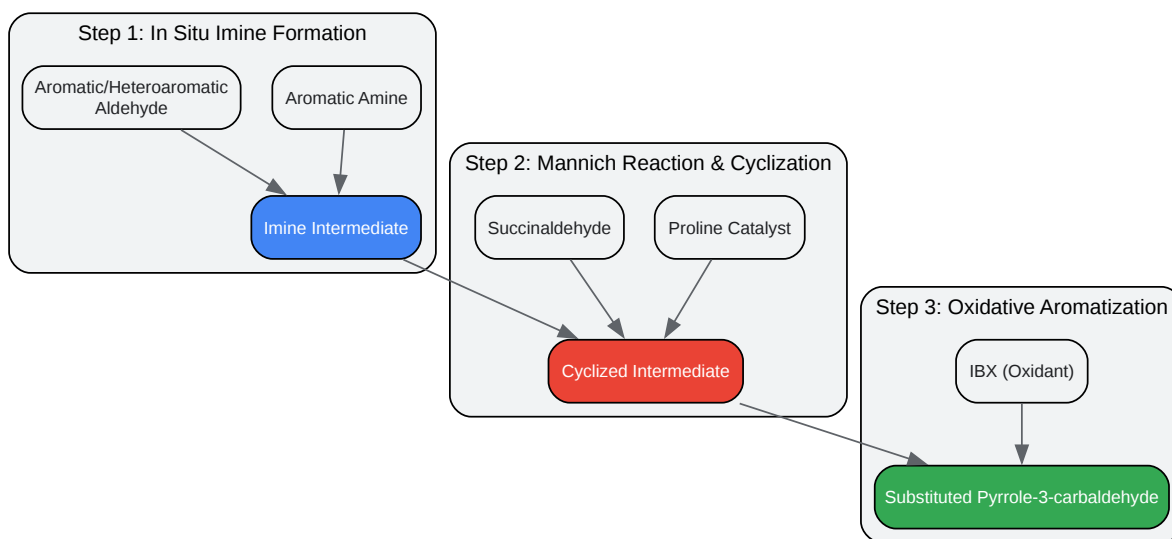 Step 1: In Situ Imine Formation
Aromatic/Heteroaromatic
Aldehyde
Aromatic Amine
Imine Intermediate
Step 2: Mannich Reaction & Cyclization
Succinaldehyde
Proline Catalyst
Cyclized Intermediate
Step 3: Oxidative Aromatization
IBX (Oxidant)
Substituted Pyrrole-3-carbaldehyde